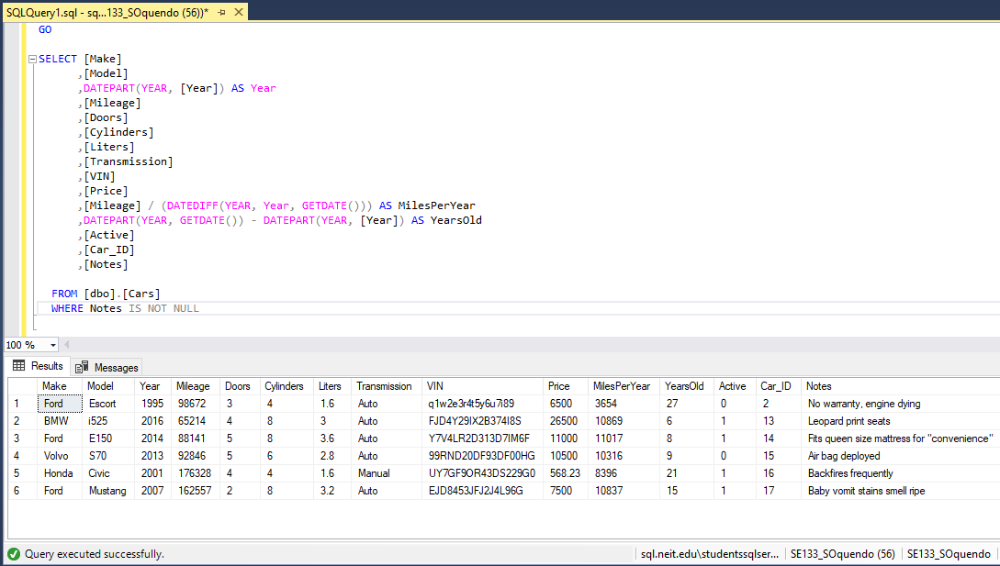 SQLQuery1.sql - sq...133_SOquendo (56))*
GO
SELECT [Make]
,[Model]
,DATEPART(YEAR, [Year]) AS Year
,[Mileage]
,[Doors]
,[Cylinders]
,[Liters]
,[Transmission]
,[VIN]
,[Price]
,[Mileage] / (DATEDIFF(YEAR, Year, GETDATE())) AS MilesPerYear
,DATEPART(YEAR, GETDATE()) - DATEPART(YEAR, [Year]) AS YearsOld
,[Active]
,[Car_ID]
,[Notes]
FROM [dbo].[Cars]
WHERE Notes IS NOT NULL
100 %
Results Messages
Make Model Year Mileage Doors Cylinders Liters Transmission VIN Price MilesPerYear YearsOld Active Car_ID Notes
1 Ford Escort 1995 98672 3 4 1.6 Auto q1w2e3r4t5y6u7i89 6500 3654 27 0 2 No warranty, engine dying
2 BMW i525 2016 65214 4 8 3 Auto FJD4Y29IX2B374I8S 26500 10869 6 1 13 Leopard print seats
3 Ford E150 2014 88141 5 8 3.6 Auto Y7V4LR2D313D7IM6F 11000 11017 8 1 14 Fits queen size mattress for "convenience"
4 Volvo S70 2013 92846 5 6 2.8 Auto 99RND20DF93DF00HG 10500 10316 9 0 15 Air bag deployed
5 Honda Civic 2001 176328 4 4 1.6 Manual UY7GF9OR43DS229G0 568.23 8396 21 1 16 Backfires frequently
6 Ford Mustang 2007 162557 2 8 3.2 Auto EJD8453JFJ2J4L96G 7500 10837 15 1 17 Baby vomit stains smell ripe
Query executed successfully. sql.neit.edu\studentssqlser... SE133_SOquendo (56) SE133_SOquendo